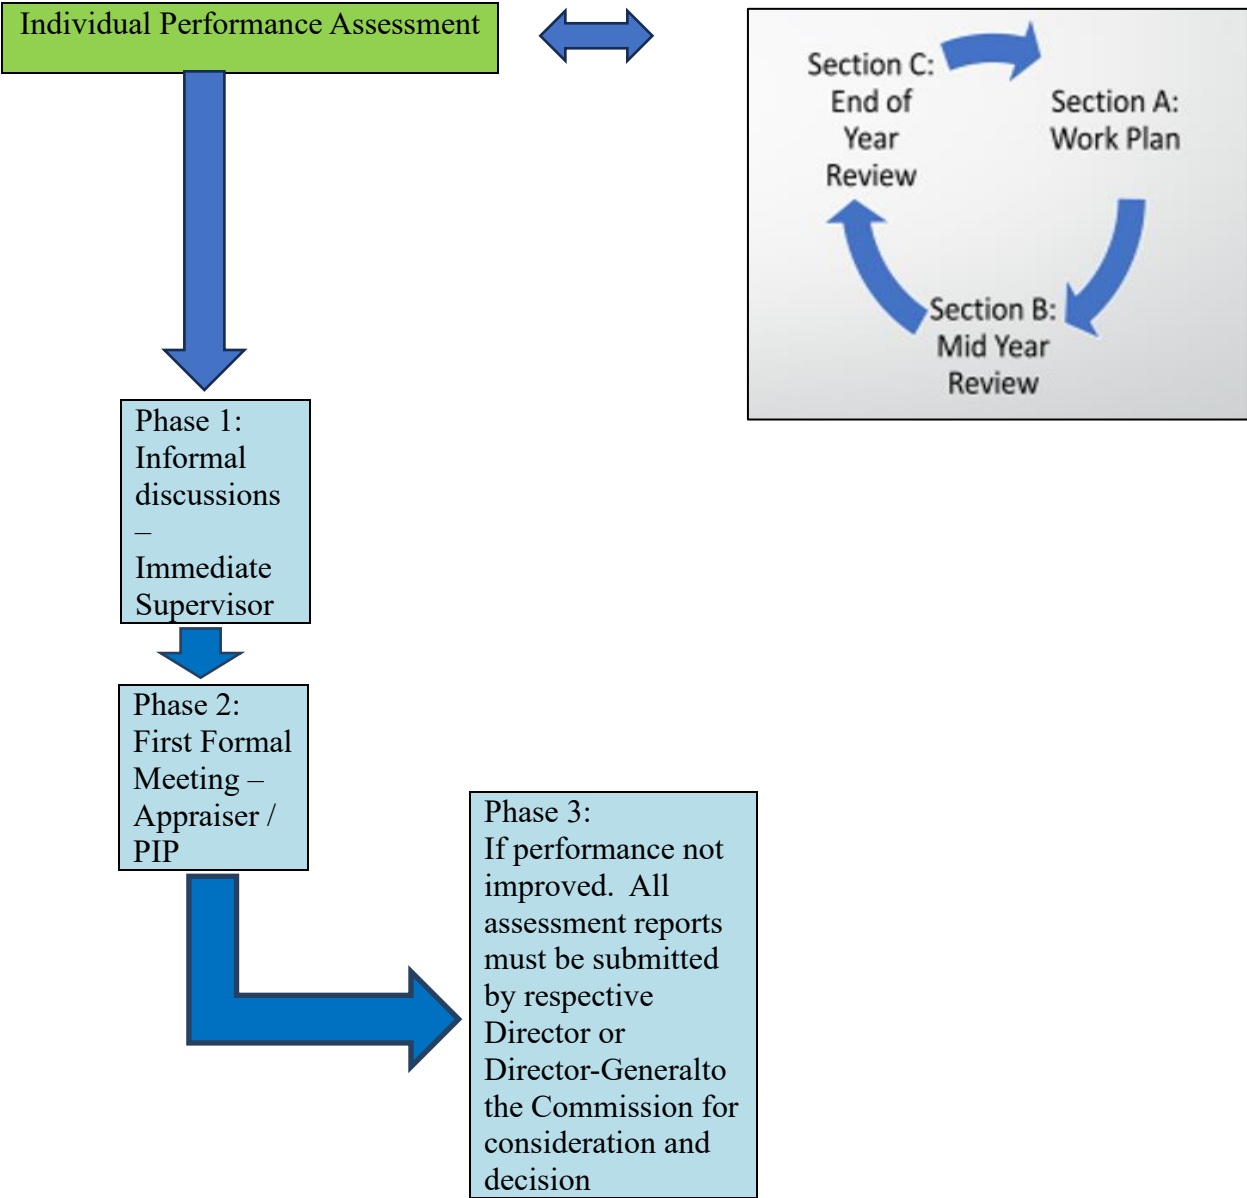 Individual Performance Assessment
Section C:
End of
Year
Review
Section A:
Work Plan
Section B:
Mid Year
Review
Phase 1:
Informal
discussions
–
Immediate
Supervisor
Phase 2:
First Formal
Meeting –
Appraiser /
PIP
Phase 3:
If performance not
improved.  All
assessment reports
must be submitted
by respective
Director or
Director-Generalto
the Commission for
consideration and
decision